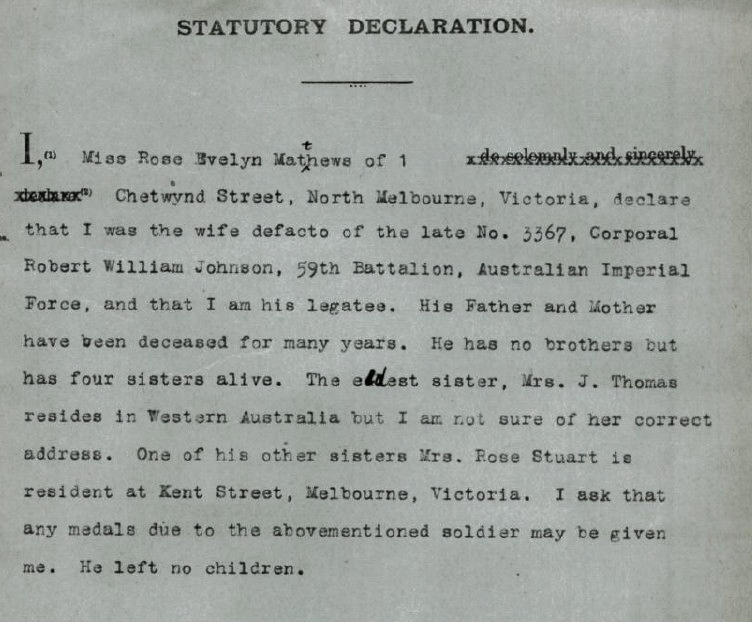 STATUTORY DECLARATION.
I,(1) Miss Rose Evelyn Matthews of 1 do solemnly and sincerely
declare(2) Chetwynd Street, North Melbourne, Victoria, declare
that I was the wife defacto of the late No. 3367, Corporal
Robert William Johnson, 59th Battalion, Australian Imperial
Force, and that I am his legatee. His Father and Mother
have been deceased for many years. He has no brothers but
has four sisters alive. The eldest sister, Mrs. J. Thomas
resides in Western Australia but I am not sure of her correct
address. One of his other sisters Mrs. Rose Stuart is
resident at Kent Street, Melbourne, Victoria. I ask that
any medals due to the abovementioned soldier may be given
me. He left no children.